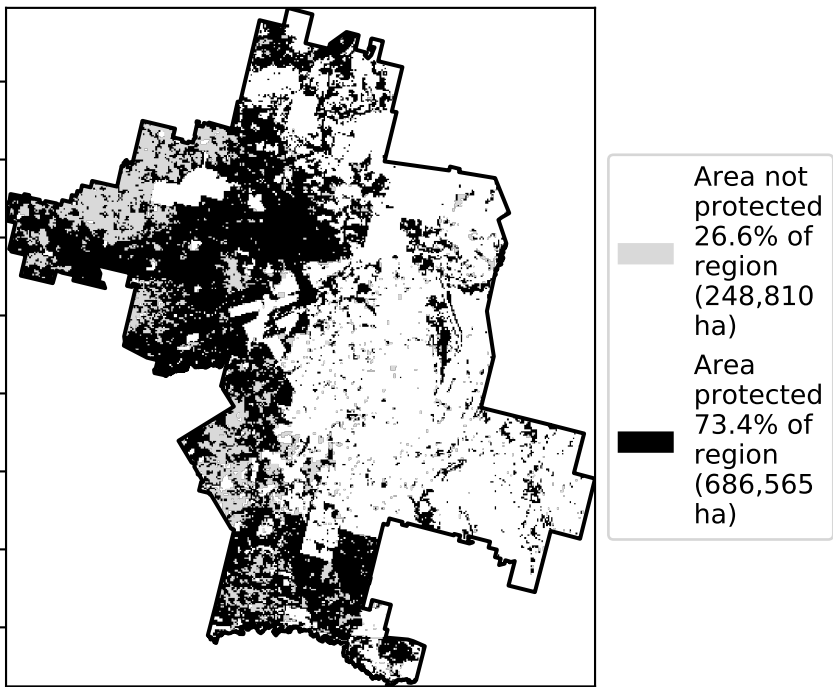 Area not
protected
26.6% of
region
(248,810
ha)
Area
protected
73.4% of
region
(686,565
ha)